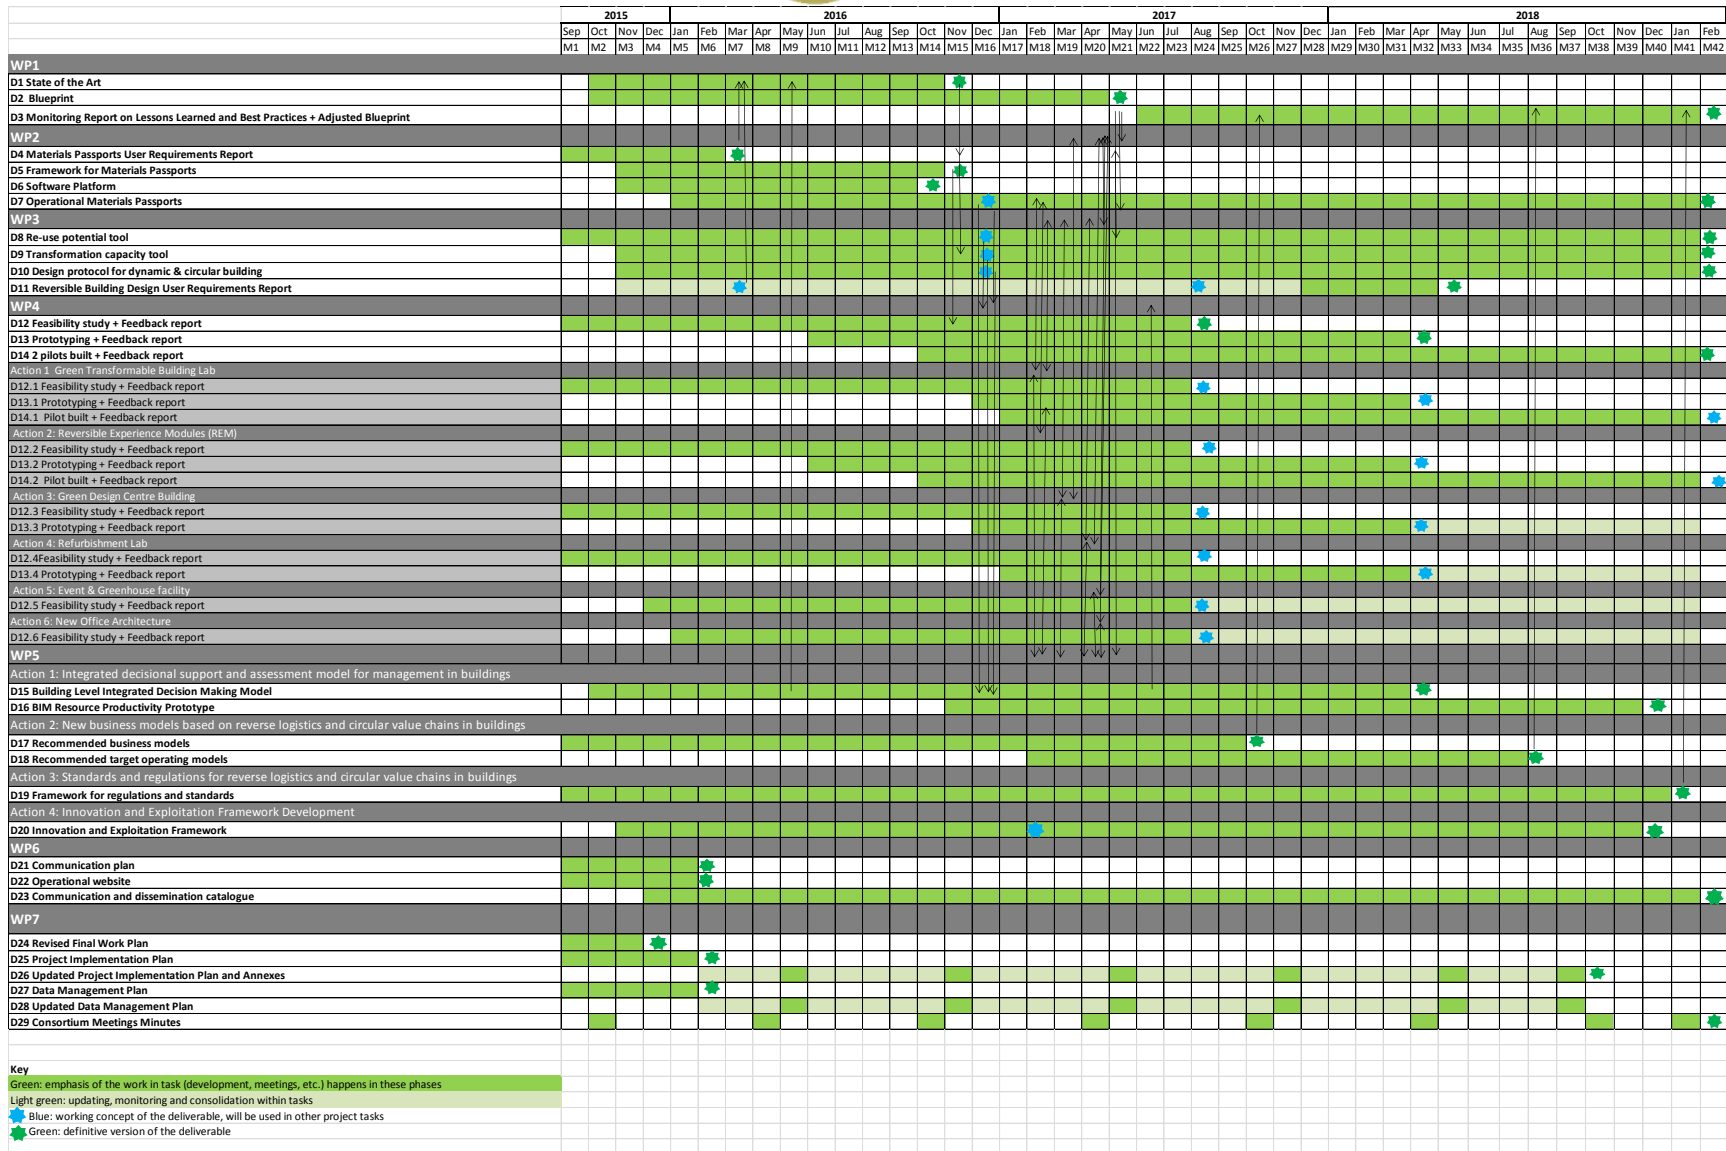 2015 2016 2017 2018
Sep Oct Nov Dec Jan Feb Mar Apr May Jun Jul Aug Sep Oct Nov Dec Jan Feb Mar Apr May Jun Jul Aug Sep Oct Nov Dec Jan Feb Mar Apr May Jun Jul Aug Sep Oct Nov Dec Jan Feb
M1 M2 M3 M4 M5 M6 M7 M8 M9 M10 M11 M12 M13 M14 M15 M16 M17 M18 M19 M20 M21 M22 M23 M24 M25 M26 M27 M28 M29 M30 M31 M32 M33 M34 M35 M36 M37 M38 M39 M40 M41 M42
WP1
D1 State of the Art
D2 Blueprint
D3 Monitoring Report on Lessons Learned and Best Practices + Adjusted Blueprint
WP2
D4 Materials Passports User Requirements Report
D5 Framework for Materials Passports
D6 Software Platform
D7 Operational Materials Passports
WP3
D8 Re-use potential tool
D9 Transformation capacity tool
D10 Design protocol for dynamic & circular building
D11 Reversible Building Design User Requirements Report
WP4
D12 Feasibility study + Feedback report
D13 Prototyping + Feedback report
D14 2 pilots built + Feedback report
Action 1 Green Transformable Building Lab
D12.1 Feasibility study + Feedback report
D13.1 Prototyping + Feedback report
D14.1 Pilot built + Feedback report
Action 2: Reversible Experience Modules (REM)
D12.2 Feasibility study + Feedback report
D13.2 Prototyping + Feedback report
D14.2 Pilot built + Feedback report
Action 3: Green Design Centre Building
D12.3 Feasibility study + Feedback report
D13.3 Prototyping + Feedback report
Action 4: Refurbishment Lab
D12.4Feasibility study + Feedback report
D13.4 Prototyping + Feedback report
Action 5: Event & Greenhouse facility
D12.5 Feasibility study + Feedback report
Action 6: New Office Architecture
D12.6 Feasibility study + Feedback report
WP5
Action 1: Integrated decisional support and assessment model for management in buildings
D15 Building Level Integrated Decision Making Model
D16 BIM Resource Productivity Prototype
Action 2: New business models based on reverse logistics and circular value chains in buildings
D17 Recommended business models
D18 Recommended target operating models
Action 3: Standards and regulations for reverse logistics and circular value chains in buildings
D19 Framework for regulations and standards
Action 4: Innovation and Exploitation Framework Development
D20 Innovation and Exploitation Framework
WP6
D21 Communication plan
D22 Operational website
D23 Communication and dissemination catalogue
WP7
D24 Revised Final Work Plan
D25 Project Implementation Plan
D26 Updated Project Implementation Plan and Annexes
D27 Data Management Plan
D28 Updated Data Management Plan
D29 Consortium Meetings Minutes
Key
Green: emphasis of the work in task (development, meetings, etc.) happens in these phases
Light green: updating, monitoring and consolidation within tasks
Blue: working concept of the deliverable, will be used in other project tasks
Green: definitive version of the deliverable